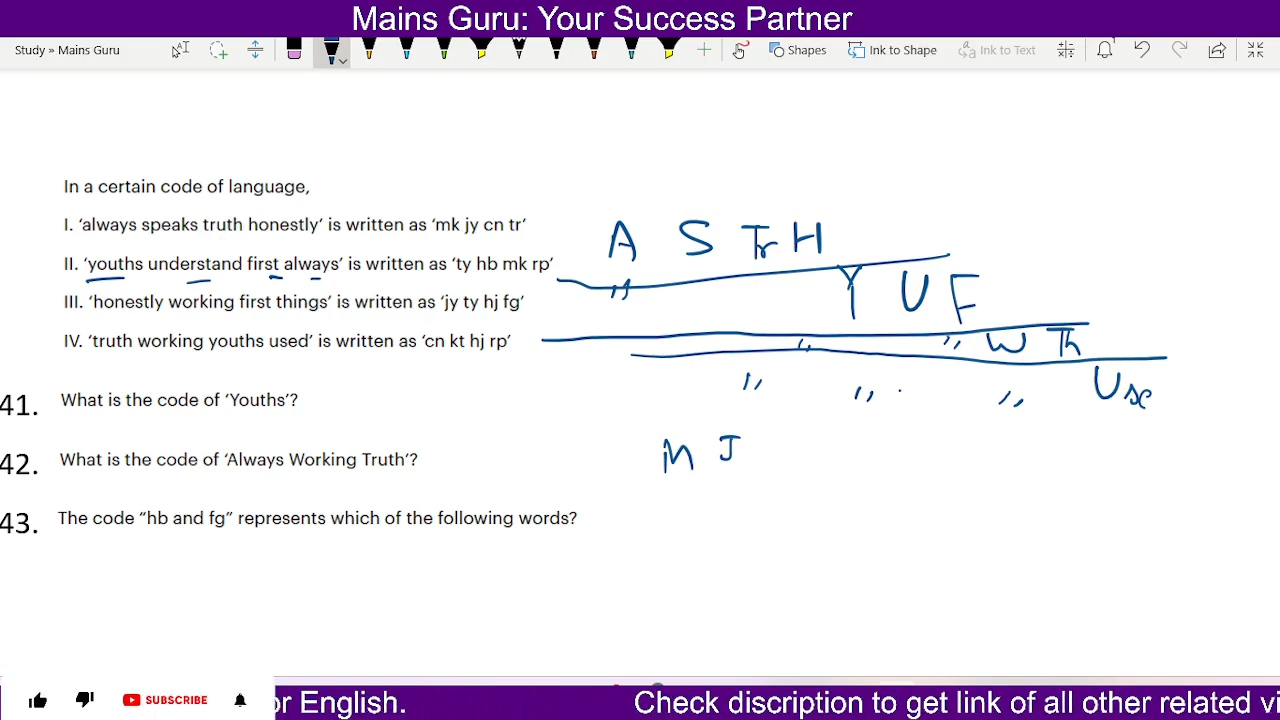 Mains Guru: Your Success Partner
Study » Mains Guru
Shapes
Ink to Shape
Ink to Text
In a certain code of language,
I. ‘always speaks truth honestly’ is written as ‘mk jy cn tr’
II. ‘youths understand first always’ is written as ‘ty hb mk rp’
III. ‘honestly working first things’ is written as ‘jy ty hj fg’
IV. ‘truth working youths used’ is written as ‘cn kt hj rp’
A S Tr H
" Y U F
" " W Th
" " " Use
M J
41. What is the code of ‘Youths’?
42. What is the code of ‘Always Working Truth’?
43. The code “hb and fg” represents which of the following words?
SUBSCRIBE
or English.
Check discription to get link of all other related vi